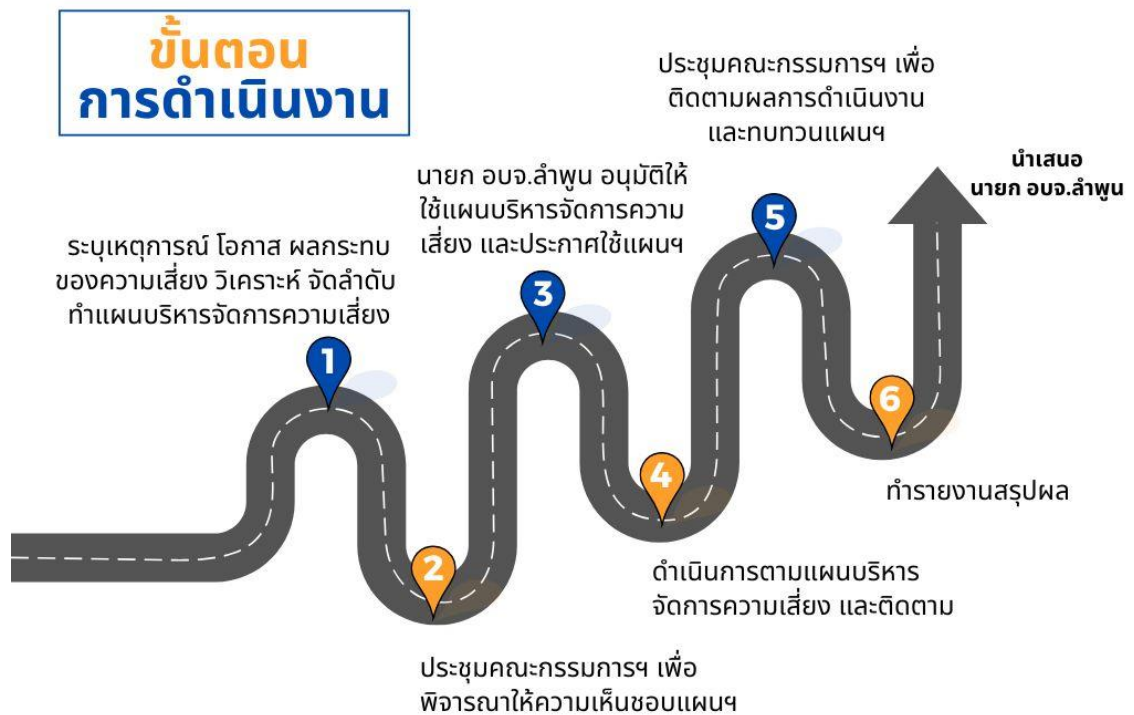 ขั้นตอน
การดำเนินงาน
1
ระบุเหตุการณ์ โอกาส ผลกระทบ
ของความเสี่ยง วิเคราะห์ จัดลำดับ
ทำแผนบริหารจัดการความเสี่ยง
2
ประชุมคณะกรรมการฯ เพื่อ
พิจารณาให้ความเห็นชอบแผนฯ
3
นายก อบจ.ลำพูน อนุมัติให้
ใช้แผนบริหารจัดการความ
เสี่ยง และประกาศใช้แผนฯ
4
ดำเนินการตามแผนบริหาร
จัดการความเสี่ยง และติดตาม
5
ประชุมคณะกรรมการฯ เพื่อ
ติดตามผลการดำเนินงาน
และทบทวนแผนฯ
6
ทำรายงานสรุปผล
นำเสนอ
นายก อบจ.ลำพูน